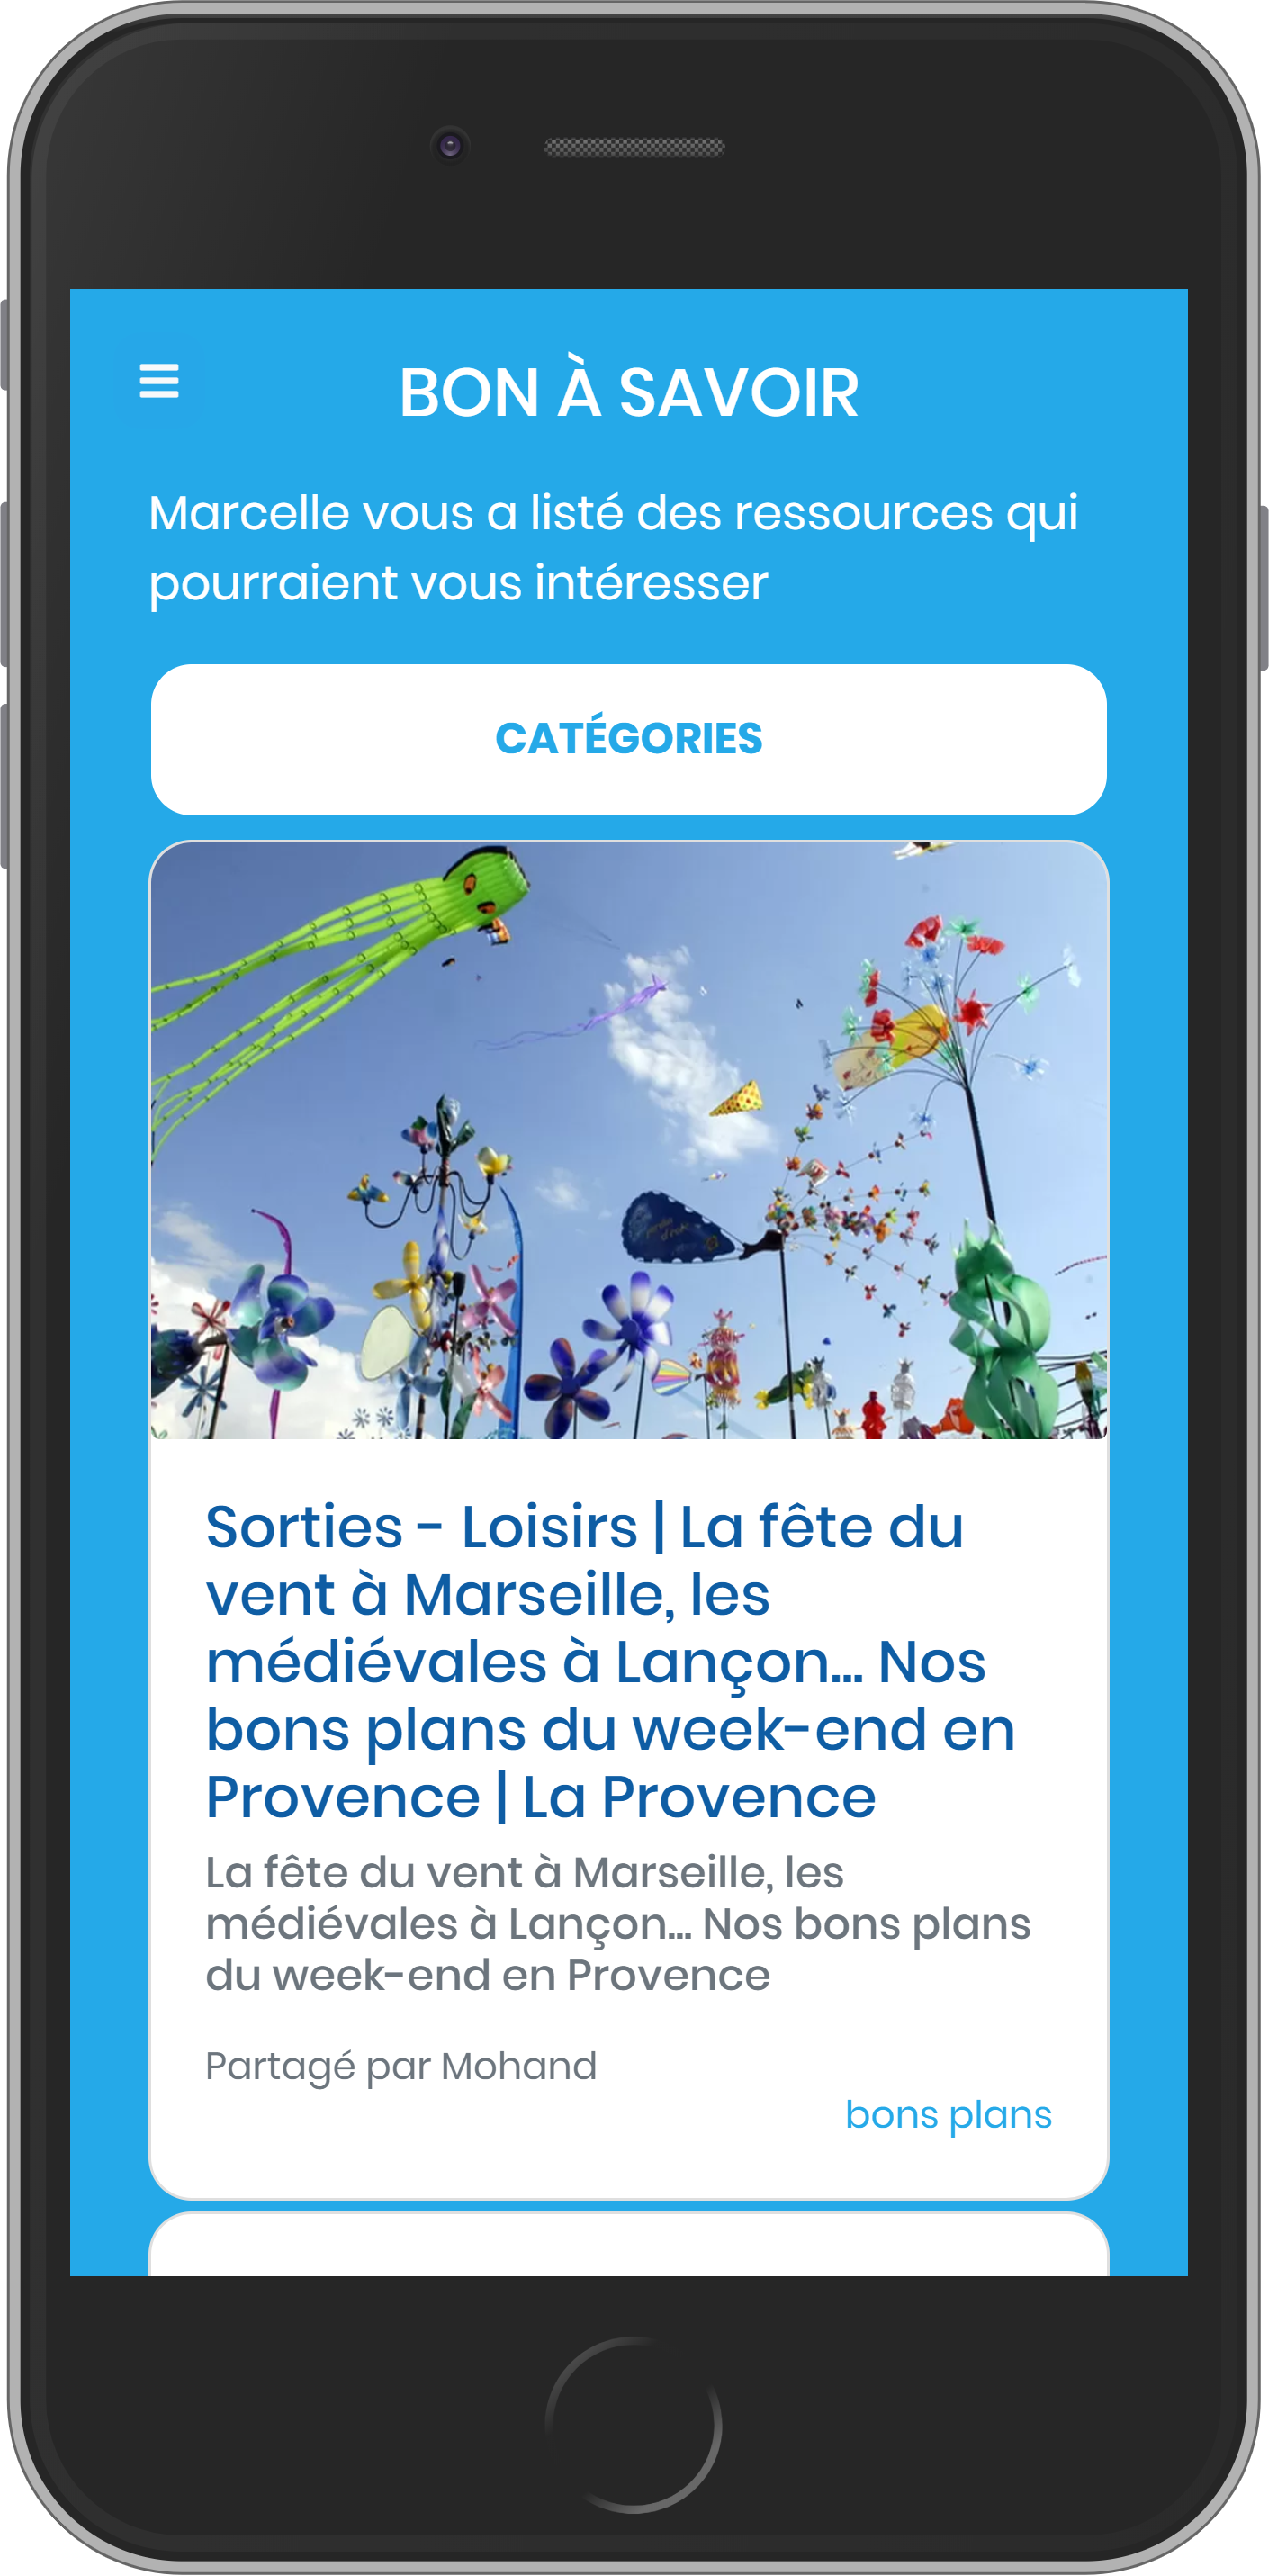 BON À SAVOIR
Marcelle vous a listé des ressources qui
pourraient vous intéresser
CATÉGORIES
Sorties - Loisirs | La fête du
vent à Marseille, les
médiévales à Lançon... Nos
bons plans du week-end en
Provence | La Provence
La fête du vent à Marseille, les
médiévales à Lançon... Nos bons plans
du week-end en Provence
Partagé par Mohand
bons plans